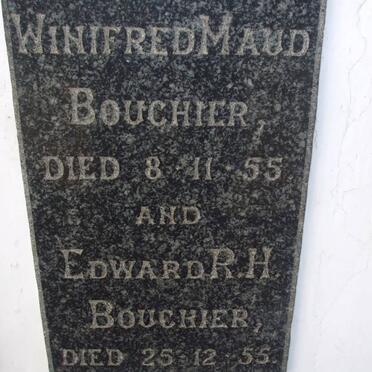 WINIFRED MAUD
BOUCHIER,
DIED 8-11-55
AND
EDWARD R.H.
BOUCHIER,
DIED 25-12-55.